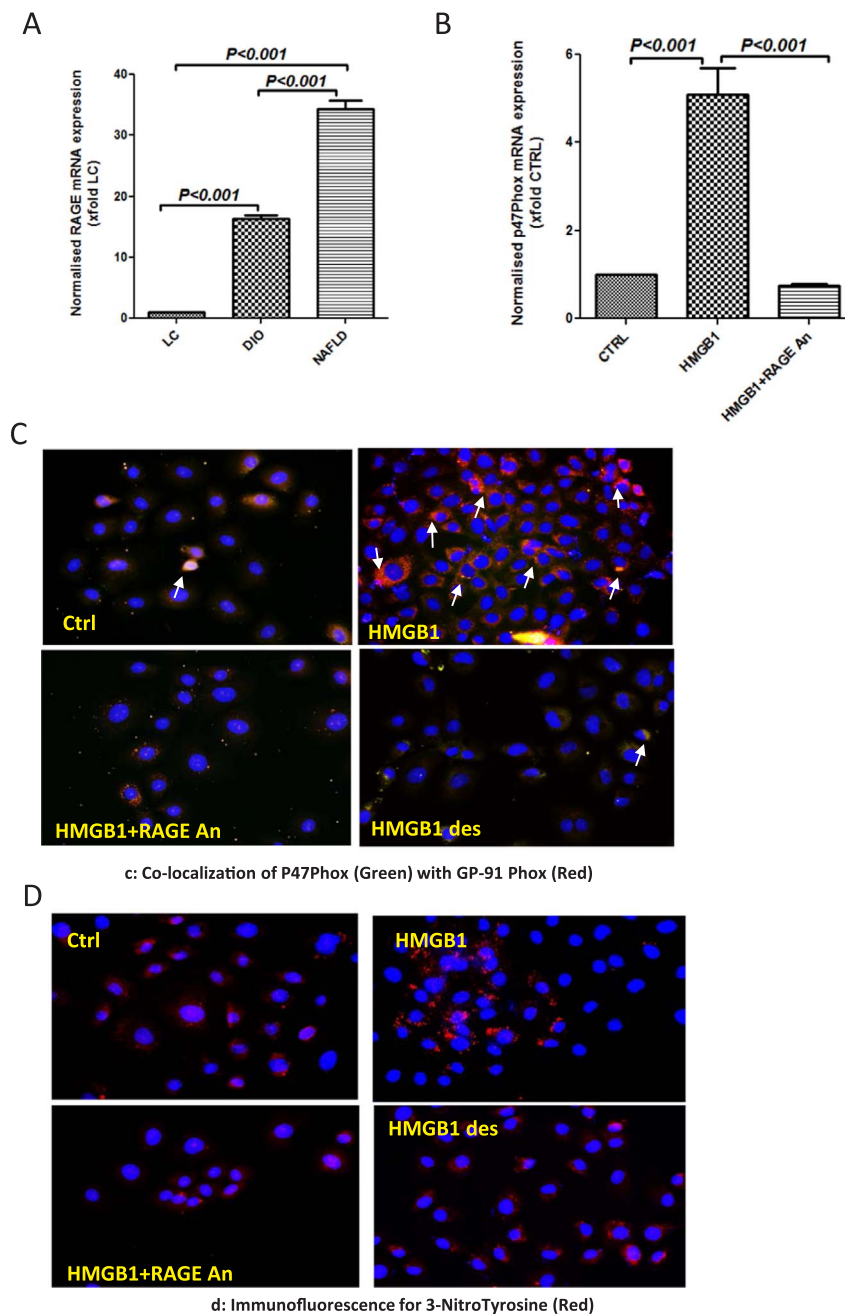 A
P<0.001
P<0.001
P<0.001
Normalised RAGE mRNA expression
(xfold LC)
40
30
20
10
0
LC
DIO
NAFLD
B
P<0.001
P<0.001
Normalised p47Phox mRNA expression
(xfold CTRL)
6
4
2
0
CTRL
HMGB1
HMGB1+RAGE An
C
Ctrl
HMGB1
HMGB1+RAGE An
HMGB1 des
c: Co-localization of P47Phox (Green) with GP-91 Phox (Red)
D
Ctrl
HMGB1
HMGB1+RAGE An
HMGB1 des
d: Immunofluorescence for 3-NitroTyrosine (Red)